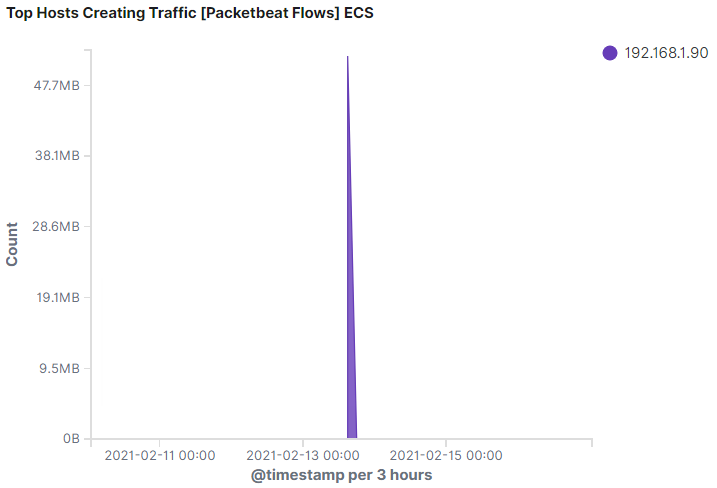 Top Hosts Creating Traffic [Packetbeat Flows] ECS
192.168.1.90
47.7MB
38.1MB
28.6MB
19.1MB
9.5MB
0B
Count
2021-02-11 00:00 2021-02-13 00:00 2021-02-15 00:00
@timestamp per 3 hours